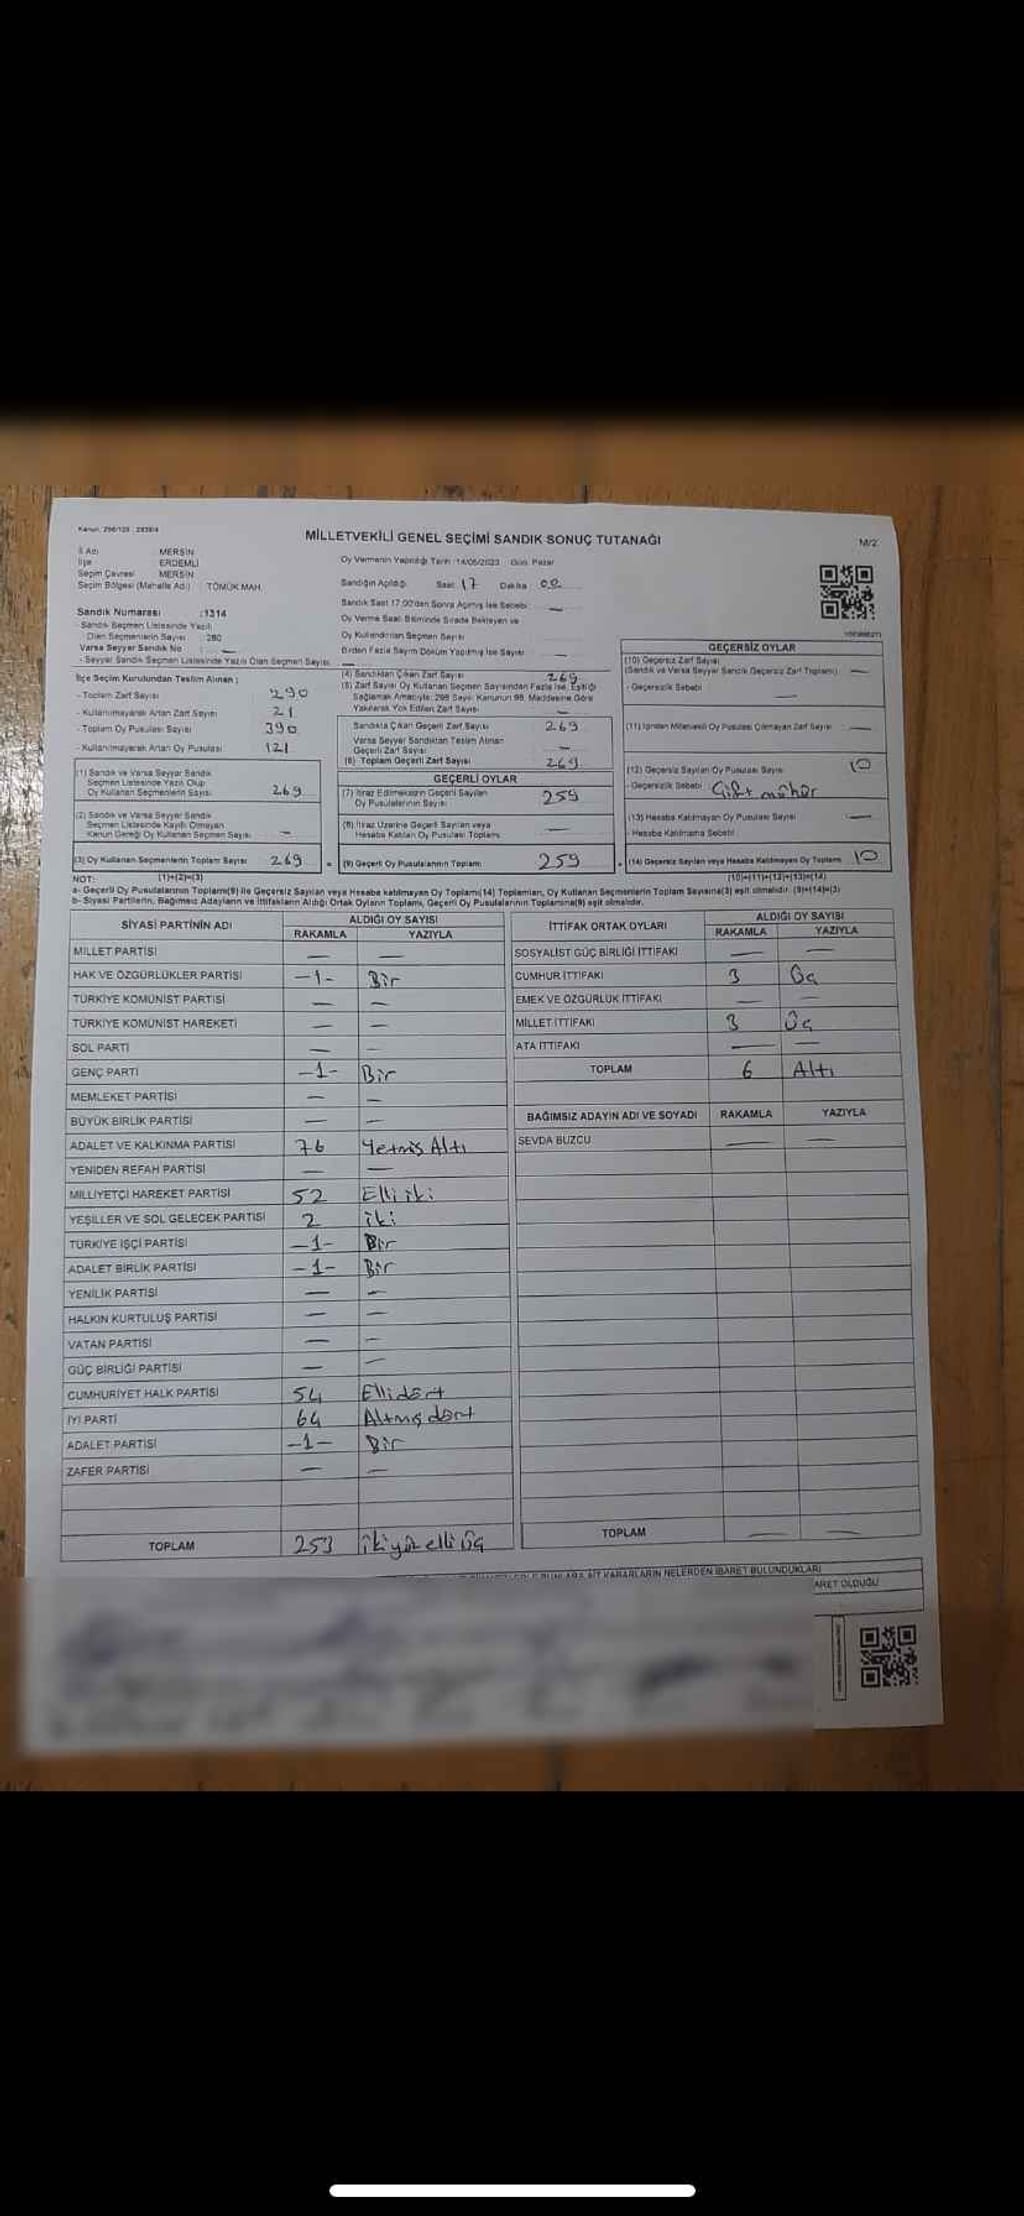 Kanun: 298/105 : 2839/4
MİLLETVEKİLİ GENEL SEÇİMİ SANDIK SONUÇ TUTANAĞI
M/2
İl Adı : MERSİN
İlçe : ERDEMLİ
Seçim Çevresi : MERSİN
Seçim Bölgesi (Mahalle Adı) : TÖMÜK MAH.
Oy Vermenin Yapıldığı Tarih :14/05/2023 Gün: Pazar
Sandığın Açıldığı Saat: 17 Dakika : 00
Sandık Saat 17.00'den Sonra Açılmış İse Sebebi : —
Oy Verme Saati Bitiminde Sırada Bekleyen ve
Oy Kullandırılan Seçmen Sayısı
Birden Fazla Sayım Döküm Yapılmış İse Sayısı : —
Sandık Numarası :1314
- Sandık Seçmen Listesinde Yazılı
Olan Seçmenlerin Sayısı : 280
Varsa Seyyar Sandık No : —
- Seyyar Sandık Seçmen Listesinde Yazılı Olan Seçmen Sayısı : —
İlçe Seçim Kurulundan Teslim Alınan ;
- Toplam Zarf Sayısı 290
- Kullanılmayarak Artan Zarf Sayısı 21
- Toplam Oy Pusulası Sayısı 390
- Kullanılmayarak Artan Oy Pusulası 121
(1) Sandık ve Varsa Seyyar Sandık
Seçmen Listesinde Yazılı Olup
Oy Kullanan Seçmenlerin Sayısı 269
(2) Sandık ve Varsa Seyyar Sandık
Seçmen Listesinde Kayıtlı Olmayan
Kanun Gereği Oy Kullanan Seçmen Sayısı —
(3) Oy Kullanan Seçmenlerin Toplam Sayısı 269
(4) Sandıktan Çıkan Zarf Sayısı 269
(5) Zarf Sayısı Oy Kullanan Seçmen Sayısından Fazla ise, Eşitliği
Sağlamak Amacıyla; 298 Sayılı Kanunun 98. Maddesine Göre
Yakılarak Yok Edilen Zarf Sayısı —
Sandıkta Çıkan Geçerli Zarf Sayısı 269
Varsa Seyyar Sandıktan Teslim Alınan
Geçerli Zarf Sayısı —
(6) Toplam Geçerli Zarf Sayısı 269
GEÇERLİ OYLAR
(7) İtiraz Edilmeksizin Geçerli Sayılan
Oy Pusulalarının Sayısı 259
(8) İtiraz Üzerine Geçerli Sayılan veya
Hesaba Katılan Oy Pusulası Toplamı —
(9) Geçerli Oy Pusulalarının Toplamı 259
GEÇERSİZ OYLAR
(10) Geçersiz Zarf Sayısı
(Sandık ve Varsa Seyyar Sandık Geçersiz Zarf Toplamı) —
- Geçersizlik Sebebi —
(11) İçinden Milletvekili Oy Pusulası Çıkmayan Zarf Sayısı —
(12) Geçersiz Sayılan Oy Pusulası Sayısı 10
- Geçersizlik Sebebi Çift mühür
(13) Hesaba Katılmayan Oy Pusulası Sayısı —
- Hesaba Katılmama Sebebi
(14) Geçersiz Sayılan veya Hesaba Katılmayan Oy Toplamı 10
NOT: (1)+(2)=(3) (10)+(11)+(12)+(13)=(14)
a- Geçerli Oy Pusulalarının Toplamı(9) ile Geçersiz Sayılan veya Hesaba katılmayan Oy Toplamı(14) Toplamları, Oy Kullanan Seçmenlerin Toplam Sayısına(3) eşit olmalıdır. (9)+(14)=(3)
b- Siyasi Partilerin, Bağımsız Adayların ve İttifakların Aldığı Ortak Oyların Toplamı, Geçerli Oy Pusulalarının Toplamına(9) eşit olmalıdır.
SİYASİ PARTİNİN ADI ALDIĞI OY SAYISI
RAKAMLA YAZIYLA
MİLLET PARTİSİ — —
HAK VE ÖZGÜRLÜKLER PARTİSİ -1- Bir
TÜRKİYE KOMÜNİST PARTİSİ — —
TÜRKİYE KOMÜNİST HAREKETİ — —
SOL PARTİ — —
GENÇ PARTİ -1- Bir
MEMLEKET PARTİSİ — —
BÜYÜK BİRLİK PARTİSİ — —
ADALET VE KALKINMA PARTİSİ 76 Yetmiş Altı
YENİDEN REFAH PARTİSİ — —
MİLLİYETÇİ HAREKET PARTİSİ 52 Elli iki
YEŞİLLER VE SOL GELECEK PARTİSİ 2 iki
TÜRKİYE İŞÇİ PARTİSİ -1- Bir
ADALET BİRLİK PARTİSİ -1- Bir
YENİLİK PARTİSİ — —
HALKIN KURTULUŞ PARTİSİ — —
VATAN PARTİSİ — —
GÜÇ BİRLİĞİ PARTİSİ — —
CUMHURİYET HALK PARTİSİ 54 Ellidört
İYİ PARTİ 64 Altmış dört
ADALET PARTİSİ -1- Bir
ZAFER PARTİSİ — —
TOPLAM 253 ikiyüz elli üç
İTTİFAK ORTAK OYLARI ALDIĞI OY SAYISI
RAKAMLA YAZIYLA
SOSYALİST GÜÇ BİRLİĞİ İTTİFAKI — —
CUMHUR İTTİFAKI 3 Üç
EMEK VE ÖZGÜRLÜK İTTİFAKI — —
MİLLET İTTİFAKI 3 Üç
ATA İTTİFAKI — —
TOPLAM 6 Altı
BAĞIMSIZ ADAYIN ADI VE SOYADI RAKAMLA YAZIYLA
SEVDA BUZCU — —
TOPLAM — —
KARARLARIN NELERDEN İBARET BULUNDUKLARI
OLDUĞU